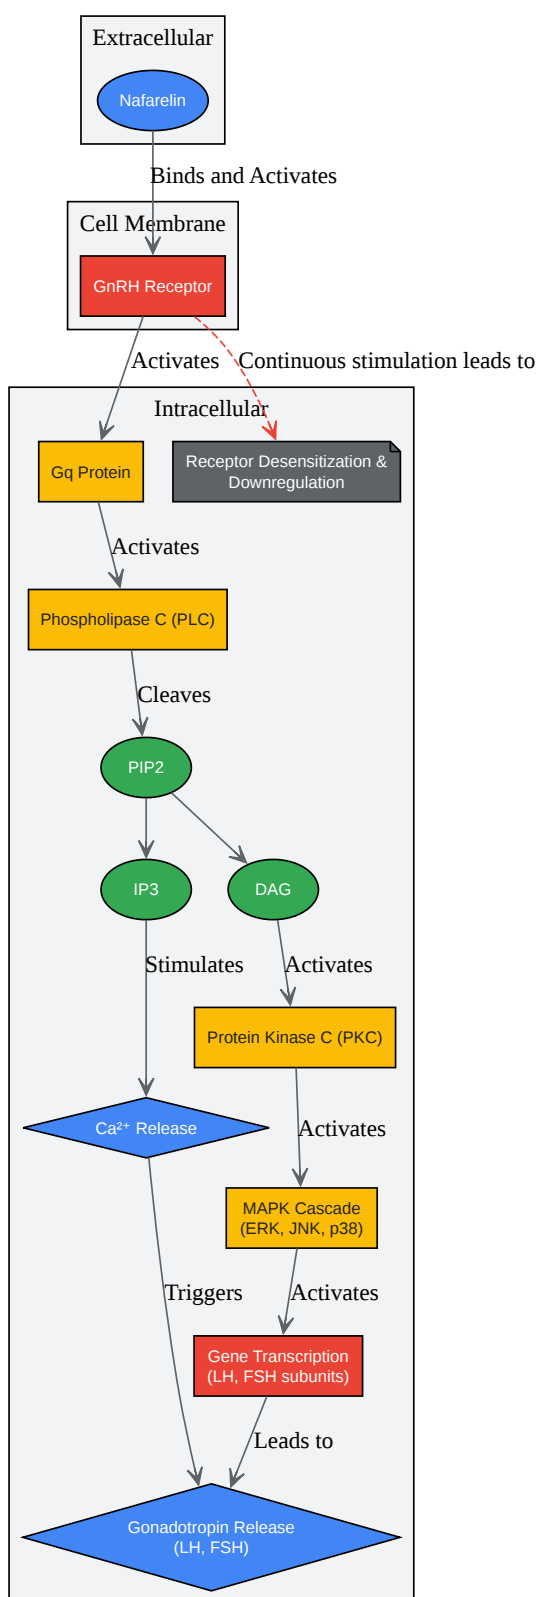 Extracellular
Nafarelin
Binds and Activates
Cell Membrane
GnRH Receptor
Activates
Continuous stimulation leads to
Intracellular
Gq Protein
Receptor Desensitization &
Downregulation
Activates
Phospholipase C (PLC)
Cleaves
PIP2
IP3
DAG
Stimulates
Activates
Protein Kinase C (PKC)
Ca²⁺ Release
Activates
MAPK Cascade
(ERK, JNK, p38)
Triggers
Activates
Gene Transcription
(LH, FSH subunits)
Leads to
Gonadotropin Release
(LH, FSH)